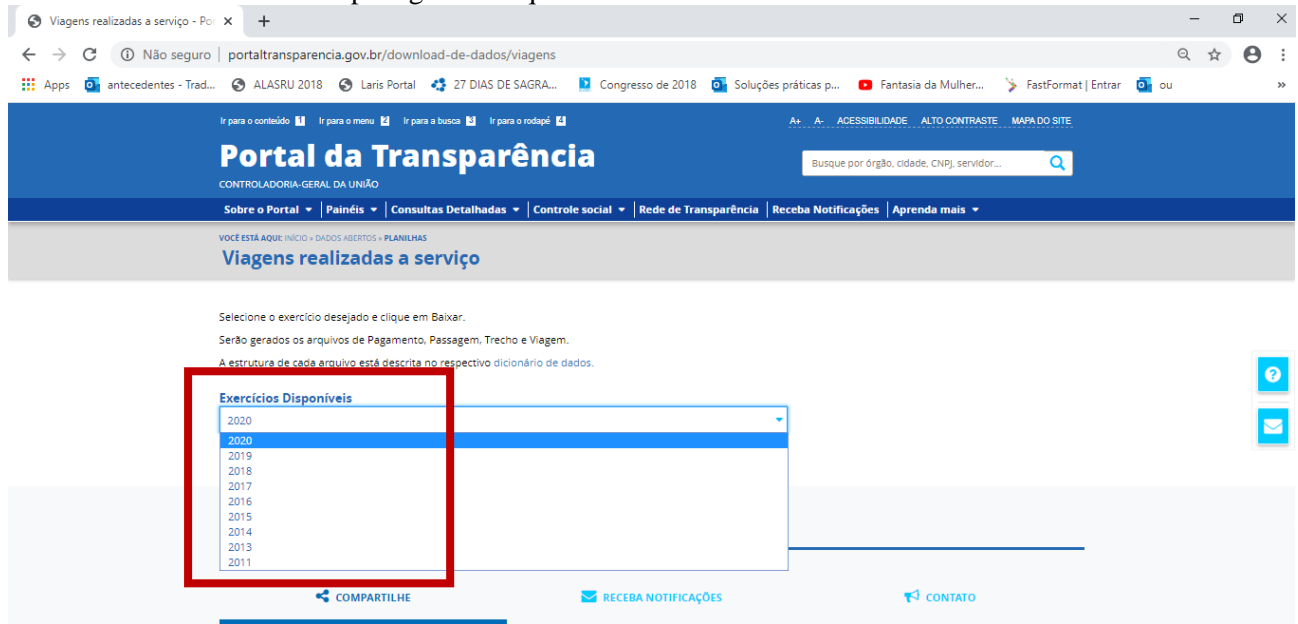 Viagens realizadas a serviço - Por
Não seguro | portaltransparencia.gov.br/download-de-dados/viagens
Apps antecedentes - Trad... ALASRU 2018 Laris Portal 27 DIAS DE SAGRA... Congresso de 2018 Soluções práticas p... Fantasia da Mulher... FastFormat | Entrar ou »
Ir para o conteúdo 1 Ir para o menu 2 Ir para a busca 3 Ir para o rodapé 4 A+ A- ACESSIBILIDADE ALTO CONTRASTE MAPA DO SITE
Portal da Transparência
Busque por órgão, cidade, CNPJ, servidor...
CONTROLADORIA-GERAL DA UNIÃO
Sobre o Portal Painéis Consultas Detalhadas Controle social Rede de Transparência Receba Notificações Aprenda mais
VOCÊ ESTÁ AQUI: INÍCIO » DADOS ABERTOS » PLANILHAS
Viagens realizadas a serviço
Selecione o exercício desejado e clique em Baixar.
Serão gerados os arquivos de Pagamento, Passagem, Trecho e Viagem.
A estrutura de cada arquivo está descrita no respectivo dicionário de dados.
Exercícios Disponíveis
2020
2020
2019
2018
2017
2016
2015
2014
2013
2011
COMPARTILHE RECEBA NOTIFICAÇÕES CONTATO